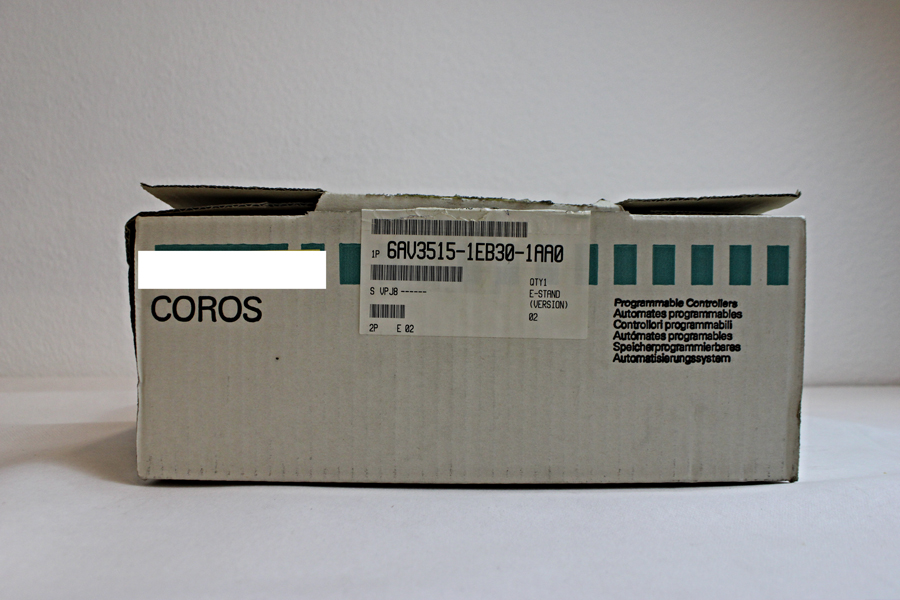 1P 6AV3515-1EB30-1AA0
S VPJ8------
QTY1
E-STAND
(VERSION)
02
2P E 02
COROS
Programmable Controllers
Automates programmables
Controllori programmabili
Autómates programables
Speicherprogrammierbares
Automatisierungssystem